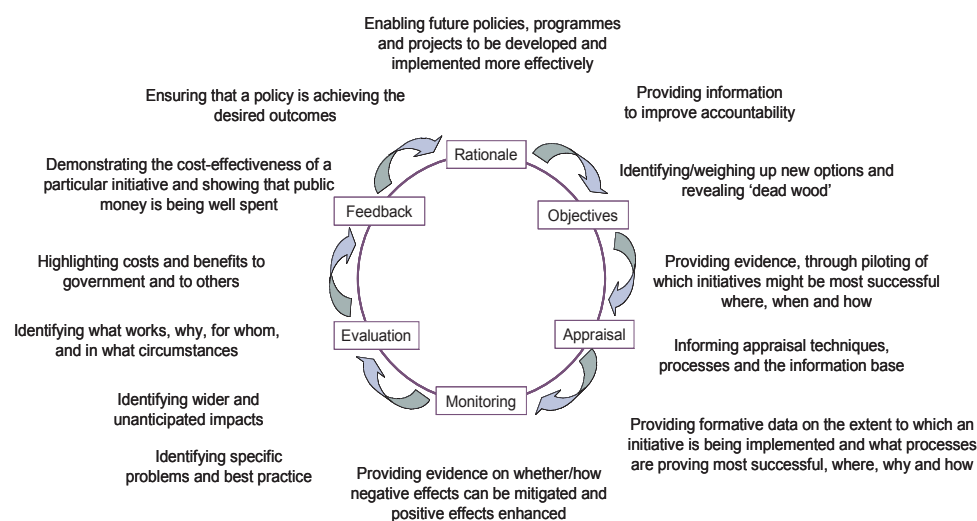 Enabling future policies, programmes
and projects to be developed and
implemented more effectively
Ensuring that a policy is achieving the
desired outcomes
Providing information
to improve accountability
Rationale
Demonstrating the cost-effectiveness of a
particular initiative and showing that public
money is being well spent
Identifying/weighing up new options and
revealing ‘dead wood’
Feedback
Objectives
Highlighting costs and benefits to
government and to others
Providing evidence, through piloting of
which initiatives might be most successful
where, when and how
Identifying what works, why, for whom,
and in what circumstances
Evaluation
Appraisal
Informing appraisal techniques,
processes and the information base
Identifying wider and
unanticipated impacts
Monitoring
Providing formative data on the extent to which an
initiative is being implemented and what processes
are proving most successful, where, why and how
Identifying specific
problems and best practice
Providing evidence on whether/how
negative effects can be mitigated and
positive effects enhanced